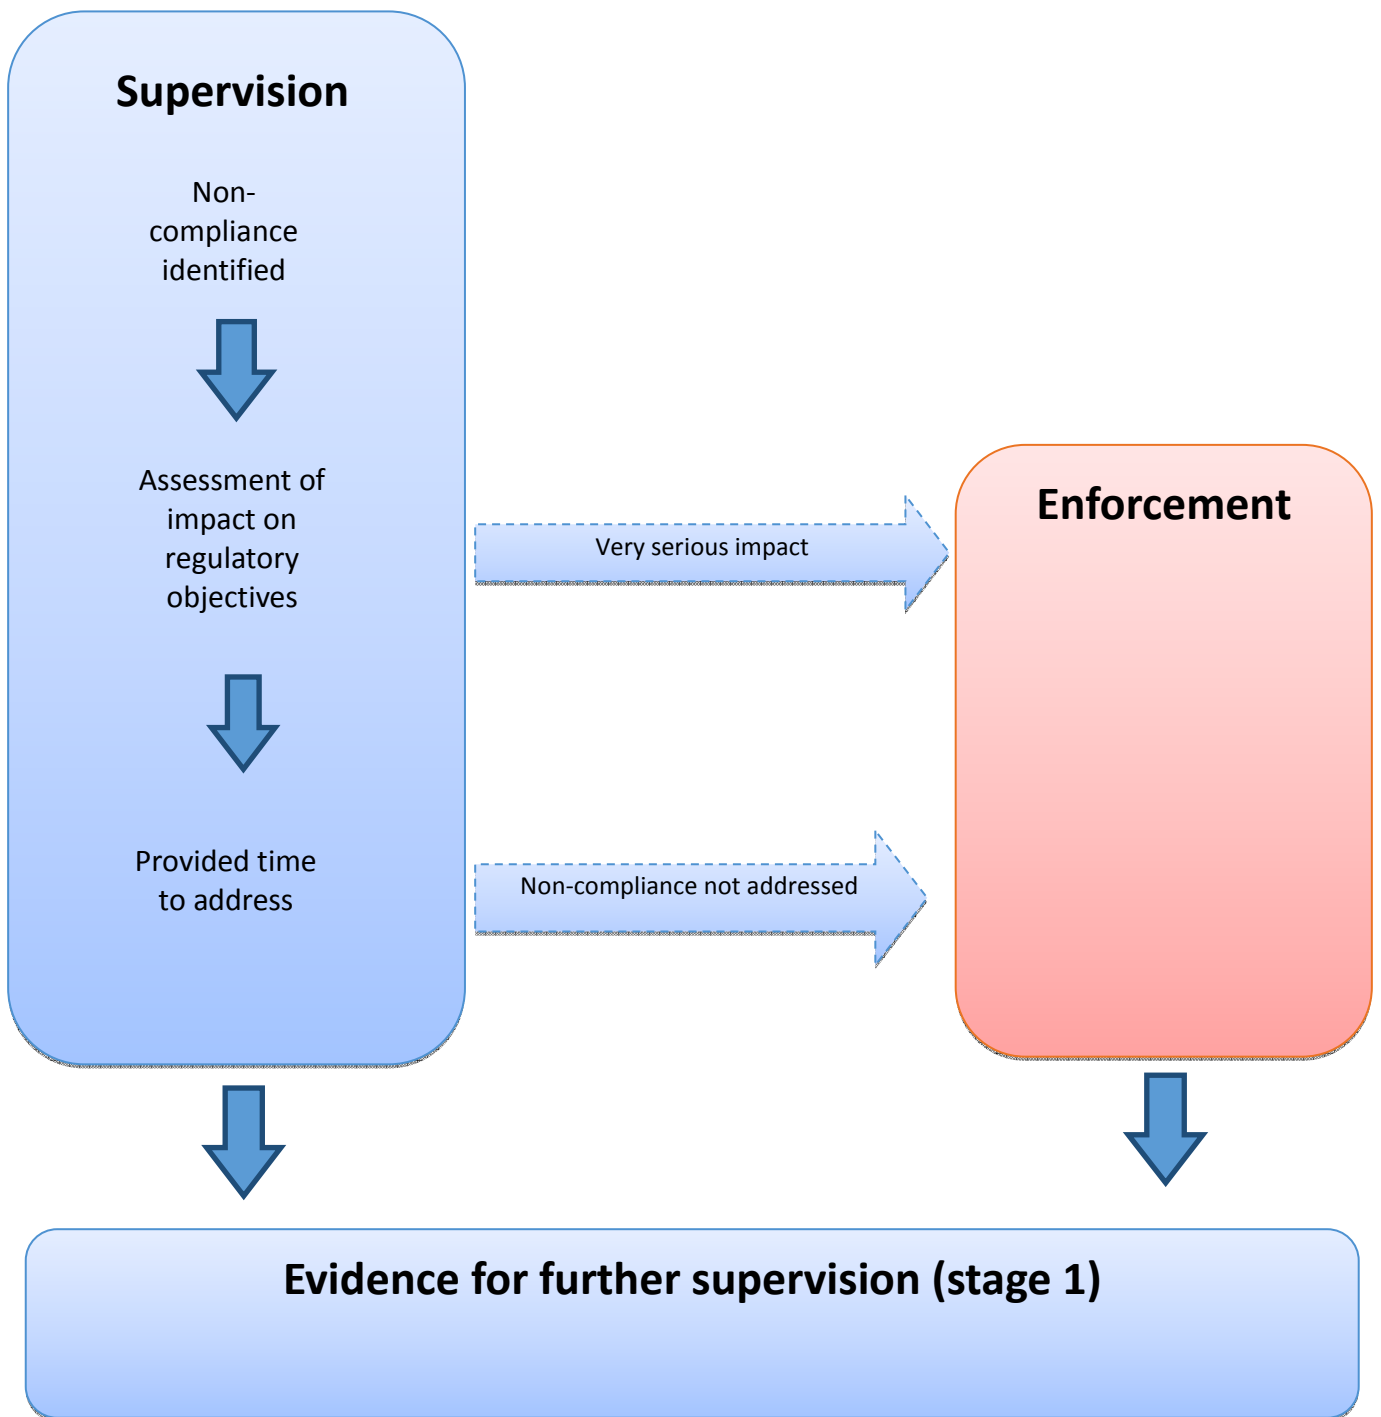 Supervision
Non-
compliance
identified
Assessment of
impact on
regulatory
objectives
Very serious impact
Enforcement
Provided time
to address
Non-compliance not addressed
Evidence for further supervision (stage 1)